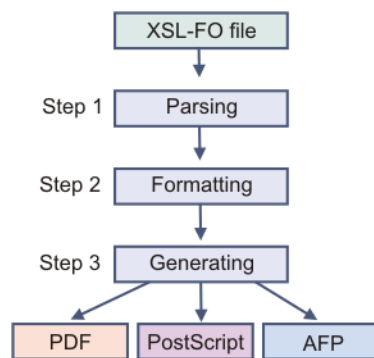 XSL-FO file
Step 1 Parsing
Step 2 Formatting
Step 3 Generating
PDF PostScript AFP